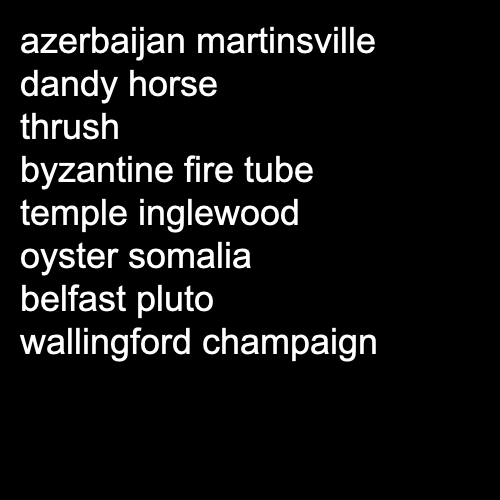 azerbaijan martinsville
dandy horse
thrush
byzantine fire tube
temple inglewood
oyster somalia
belfast pluto
wallingford champaign